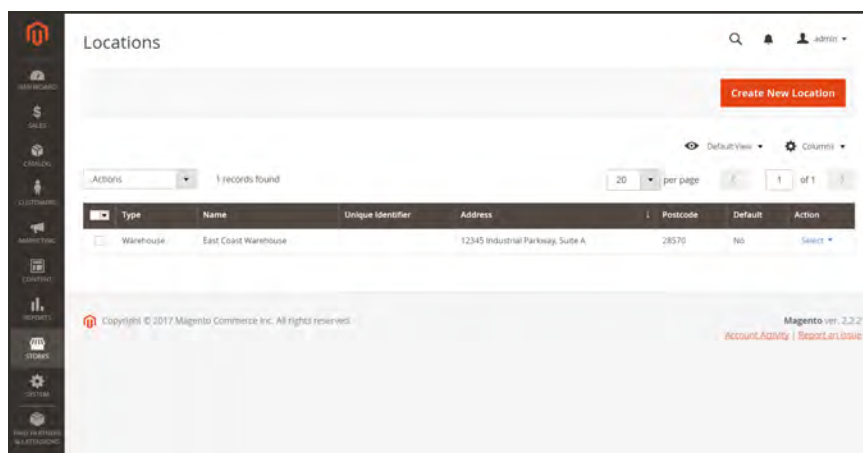 Locations
admin
DASHBOARD
Create New Location
$
SALES
CATALOG
Default View
Columns
Actions
1 records found
20
per page
1
of 1
CUSTOMERS
Type Name Unique Identifier Address ↓ Postcode Default Action
MARKETING
Warehouse East Coast Warehouse 12345 Industrial Parkway, Suite A 28570 No Select
CONTENT
REPORTS
Copyright © 2017 Magento Commerce Inc. All rights reserved.
Magento ver. 2.2.2
Account Activity | Report an Issue
STORES
SYSTEM
FIND PARTNERS
& EXTENSIONS